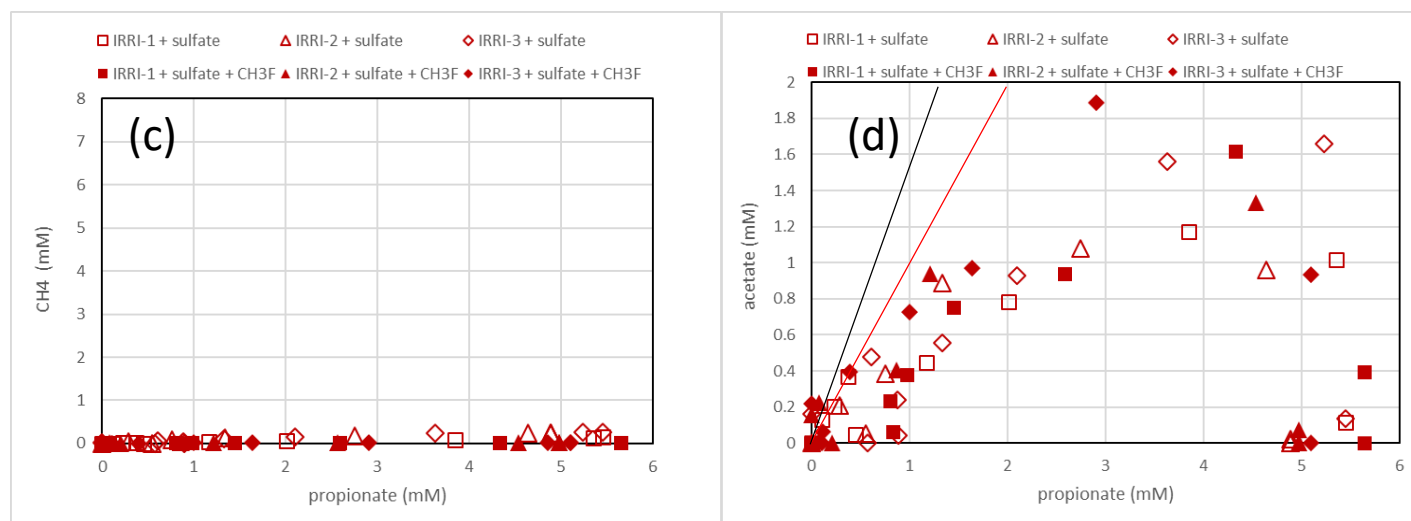 IRRI-1 + sulfate IRRI-2 + sulfate IRRI-3 + sulfate
IRRI-1 + sulfate + CH3F IRRI-2 + sulfate + CH3F IRRI-3 + sulfate + CH3F
8
7
6
5
4
3
2
1
0
CH4 (mM)
(c)
0 1 2 3 4 5 6
propionate (mM)
IRRI-1 + sulfate IRRI-2 + sulfate IRRI-3 + sulfate
IRRI-1 + sulfate + CH3F IRRI-2 + sulfate + CH3F IRRI-3 + sulfate + CH3F
2
1.8
1.6
1.4
1.2
1
0.8
0.6
0.4
0.2
0
acetate (mM)
(d)
0 1 2 3 4 5 6
propionate (mM)